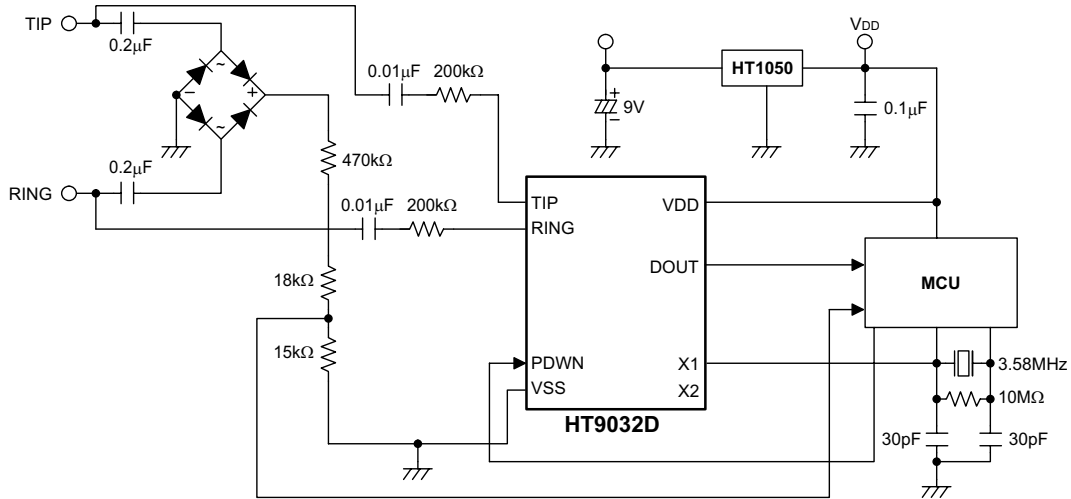 TIP
0.2μF
~
−
+
~
0.2μF
RING
0.01μF
200kΩ
470kΩ
0.01μF
200kΩ
18kΩ
15kΩ
+
9V
−
HT1050
VDD
0.1μF
TIP
VDD
RING
DOUT
MCU
PDWN
X1
VSS
X2
HT9032D
3.58MHz
10MΩ
30pF
30pF